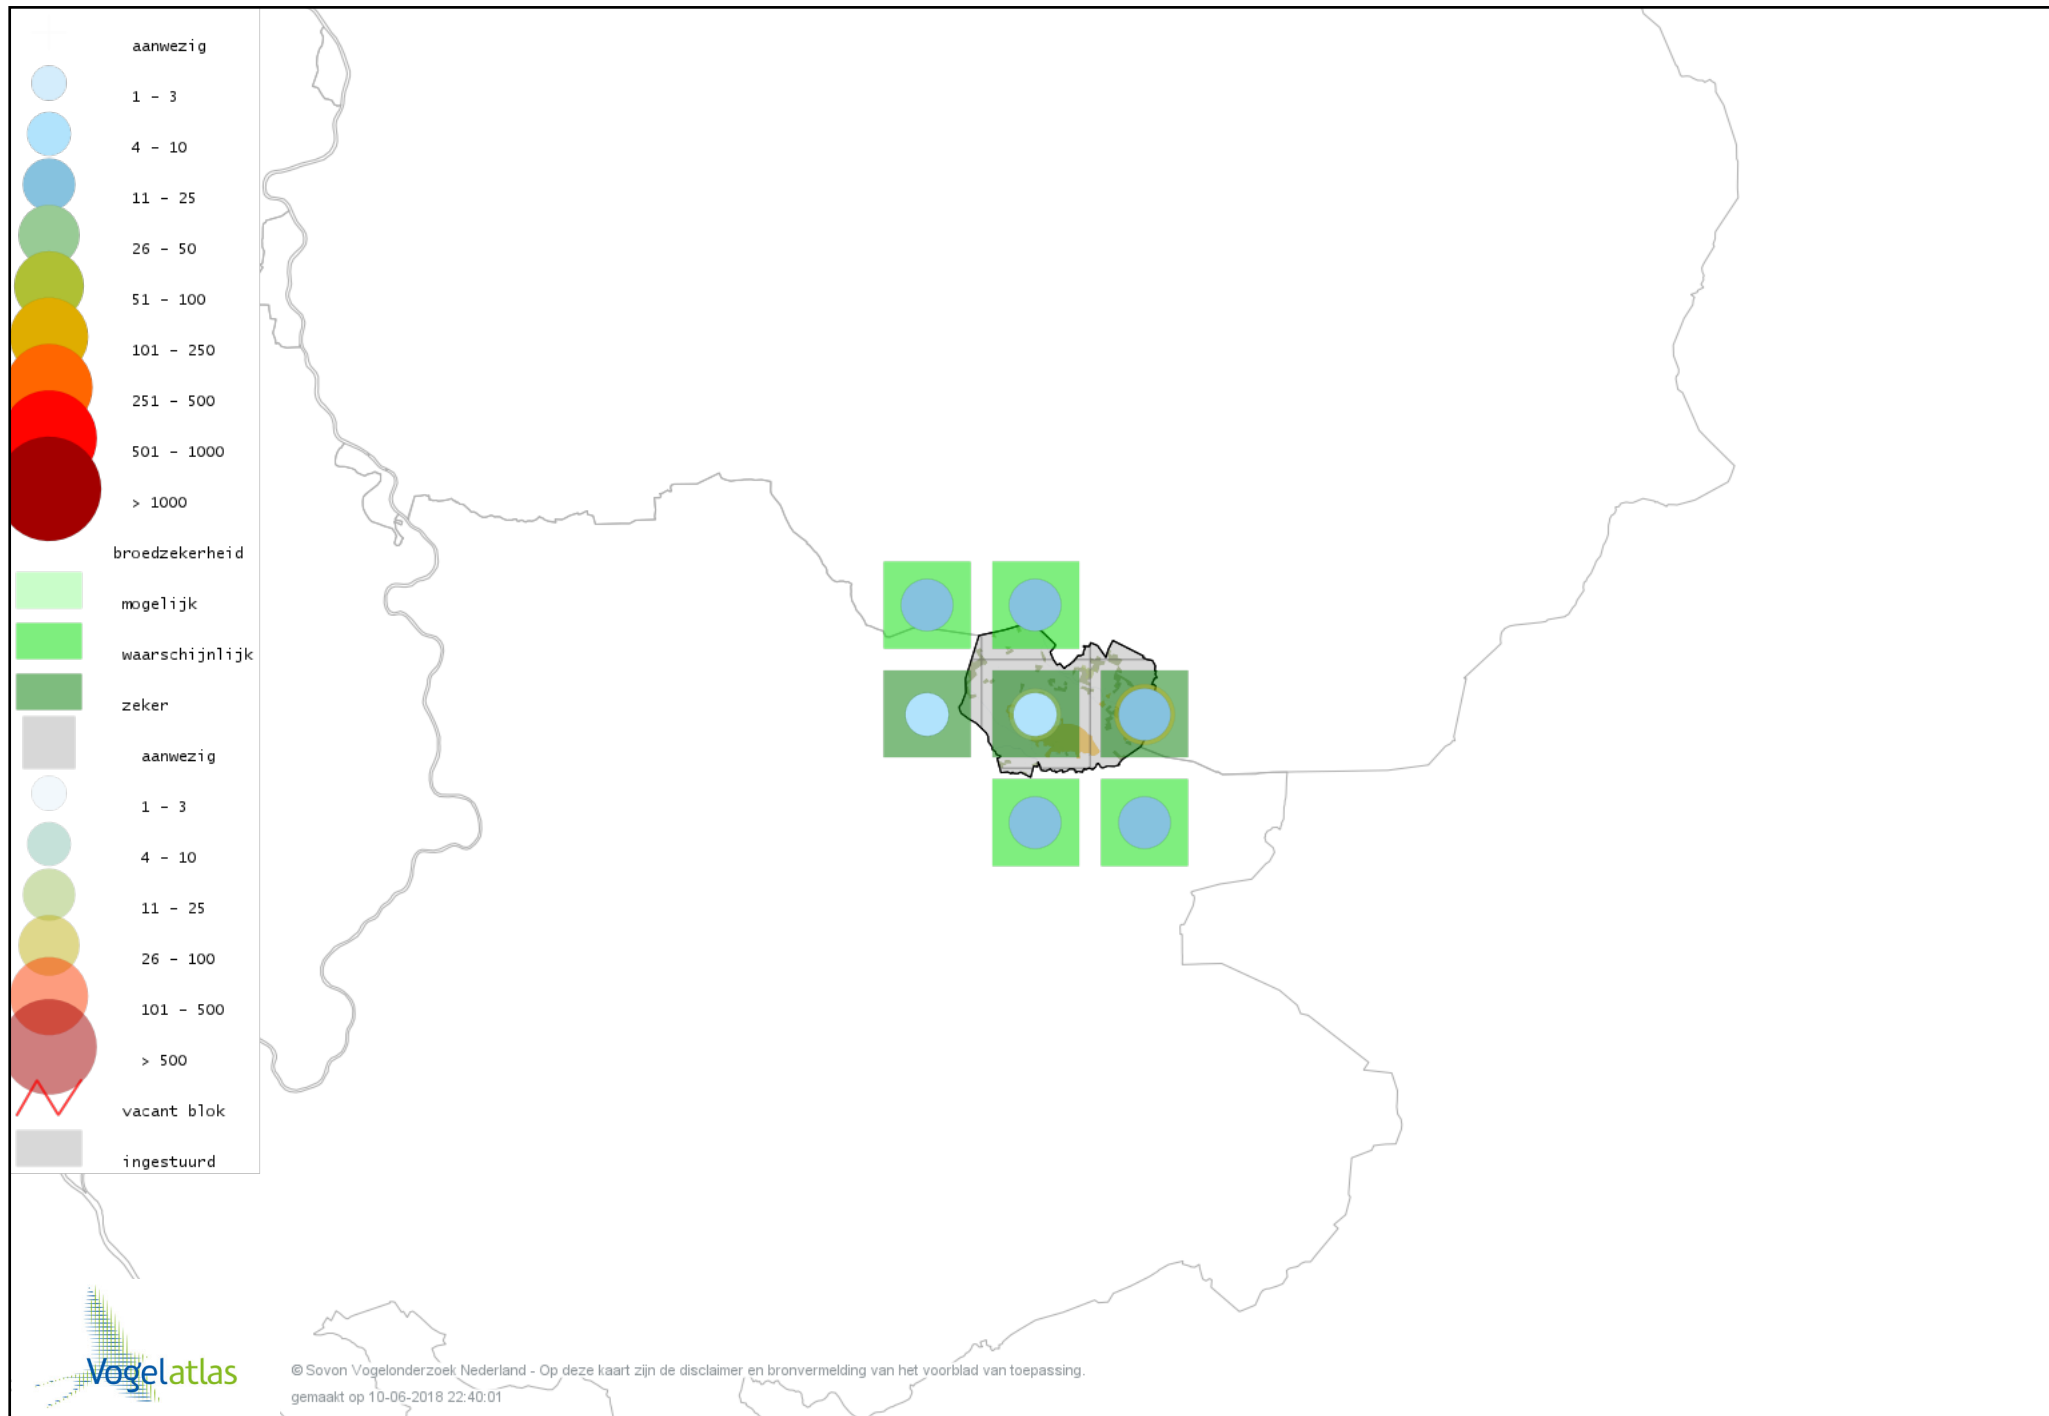 aanwezig
1 - 3
4 - 10
11 - 25
26 - 50
51 - 100
101 - 250
251 - 500
501 - 1000
> 1000
broedzekerheid
mogelijk
waarschijnlijk
zeker
aanwezig
1 - 3
4 - 10
11 - 25
26 - 100
101 - 500
> 500
vacant blok
ingestuurd
Vogelatlas
© Sovon Vogelonderzoek Nederland - Op deze kaart zijn de disclaimer en bronvermelding van het voorblad van toepassing.
gemaakt op 10-06-2018 22:40:01